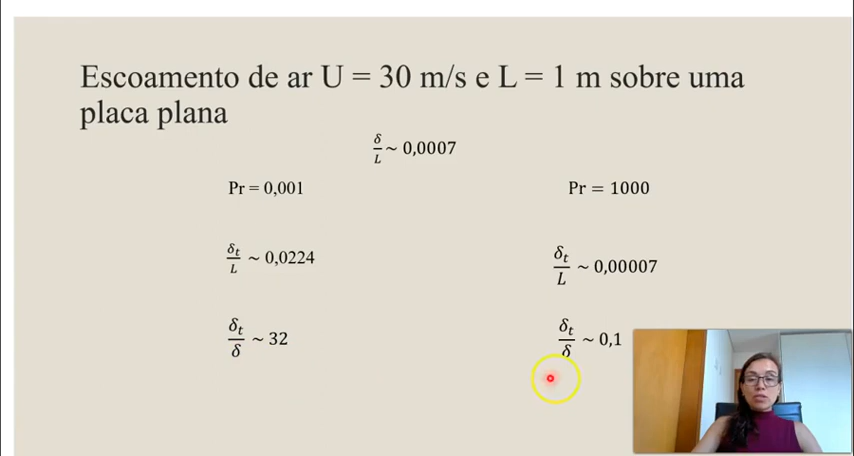 Escoamento de ar U = 30 m/s e L = 1 m sobre uma
placa plana
δ/L ~ 0,0007
Pr = 0,001
Pr = 1000
δₜ/L ~ 0,0224
δₜ/L ~ 0,00007
δₜ/δ ~ 32
δₜ/δ ~ 0,1